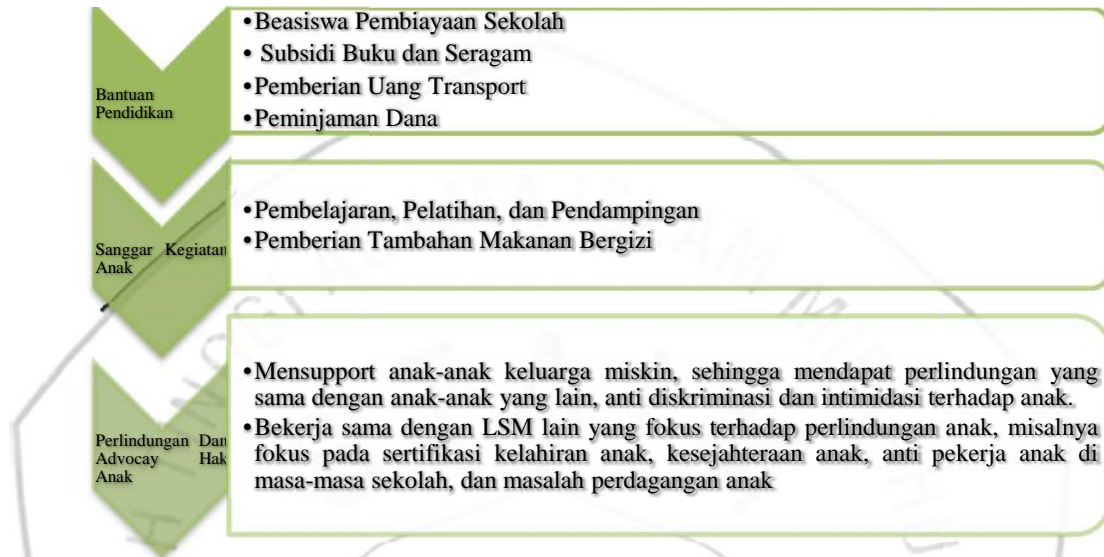 Bantuan
Pendidikan
•Beasiswa Pembiayaan Sekolah
• Subsidi Buku dan Seragam
•Pemberian Uang Transport
•Peminjaman Dana
Sanggar Kegiatan
Anak
•Pembelajaran, Pelatihan, dan Pendampingan
•Pemberian Tambahan Makanan Bergizi
Perlindungan Dan
Advocay Hak
Anak
•Mensupport anak-anak keluarga miskin, sehingga mendapat perlindungan yang
sama dengan anak-anak yang lain, anti diskriminasi dan intimidasi terhadap anak.
•Bekerja sama dengan LSM lain yang fokus terhadap perlindungan anak, misalnya
fokus pada sertifikasi kelahiran anak, kesejahteraan anak, anti pekerja anak di
masa-masa sekolah, dan masalah perdagangan anak